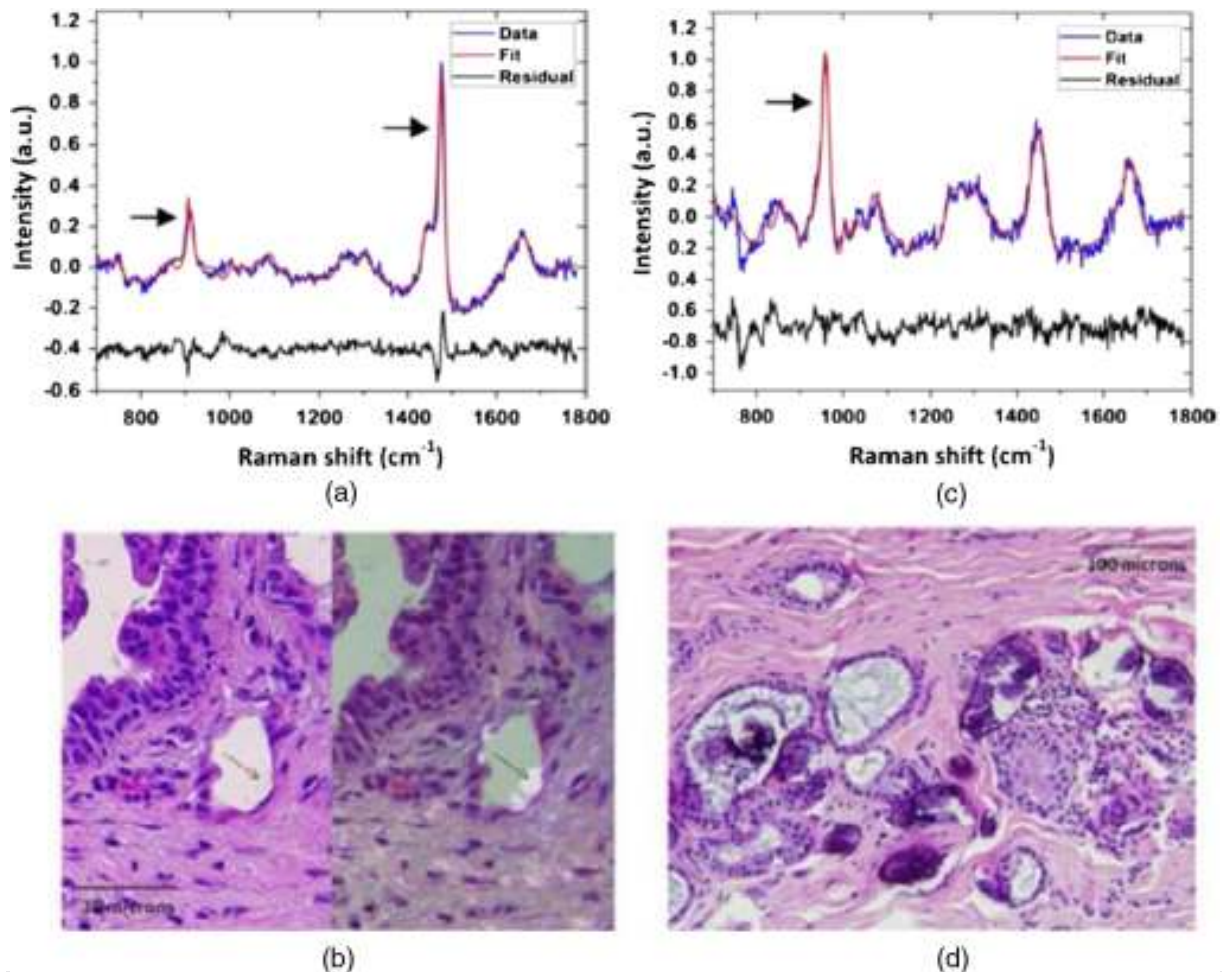 1.2
1.0
0.8
0.6
0.4
0.2
0.0
-0.2
-0.4
-0.6
Intensity (a.u.)
Data
Fit
Residual
800 1000 1200 1400 1600 1800
Raman shift (cm⁻¹)
(a)
1.2
1.0
0.8
0.6
0.4
0.2
0.0
0.2
0.4
0.6
-0.8
-1.0
Intensity (a.u.)
Data
Fit
Residual
800 1000 1200 1400 1600 1800
Raman shift (cm⁻¹)
(c)
microns
(b)
100 microns
(d)